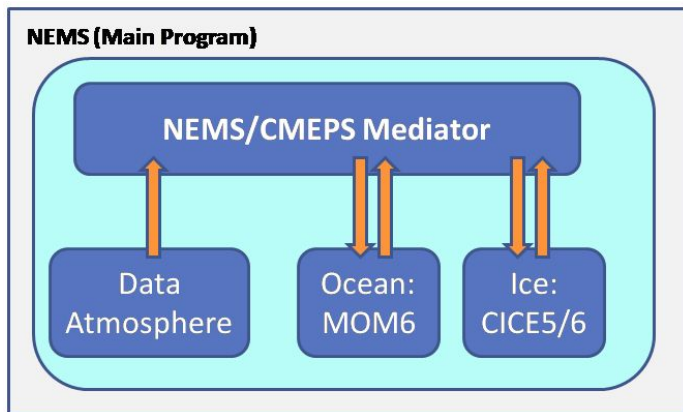 NEMS (Main Program)
NEMS/CMEPS Mediator
Data
Atmosphere
Ocean:
MOM6
Ice:
CICE5/6